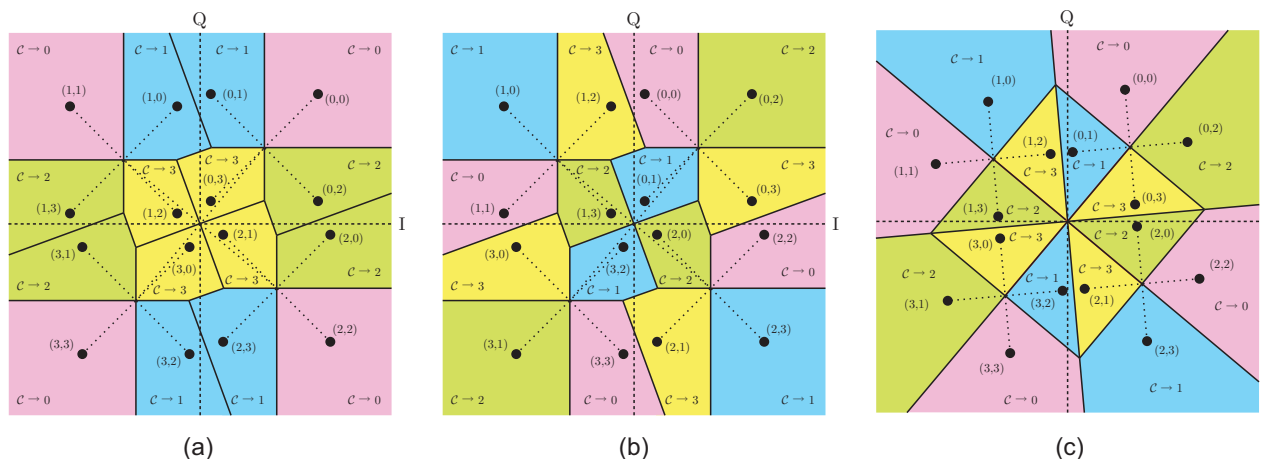 Q
C → 0
C → 1
C → 1
C → 0
(1,1)
(1,0)
(0,1)
(0,0)
C → 2
C → 3
C → 3
C → 2
(0,3)
(0,2)
(1,3)
(1,2)
I
(2,1)
(2,0)
(3,1)
(3,0)
C → 2
C → 3
C → 3
C → 2
(3,3)
(3,2)
(2,3)
(2,2)
C → 0
C → 1
C → 1
C → 0
(a)
Q
C → 1
C → 3
C → 0
C → 2
(1,0)
(1,2)
(0,0)
(0,2)
C → 0
C → 2
C → 1
C → 3
(0,1)
(0,3)
(1,1)
(1,3)
I
(2,0)
(2,2)
(3,0)
(3,2)
C → 3
C → 1
C → 2
C → 0
(3,1)
(3,3)
(2,1)
(2,3)
C → 2
C → 0
C → 3
C → 1
(b)
Q
C → 0
C → 1
(1,0)
(0,0)
C → 0
(1,2)
(0,1)
(0,2)
(1,1)
C → 3
C → 1
C → 2
(1,3)
C → 2
C → 3
(0,3)
(3,0)
C → 3
C → 2
(2,0)
C → 2
C → 1
C → 3
(2,2)
(3,1)
(3,2)
(2,1)
C → 0
(3,3)
(2,3)
C → 1
C → 0
(c)